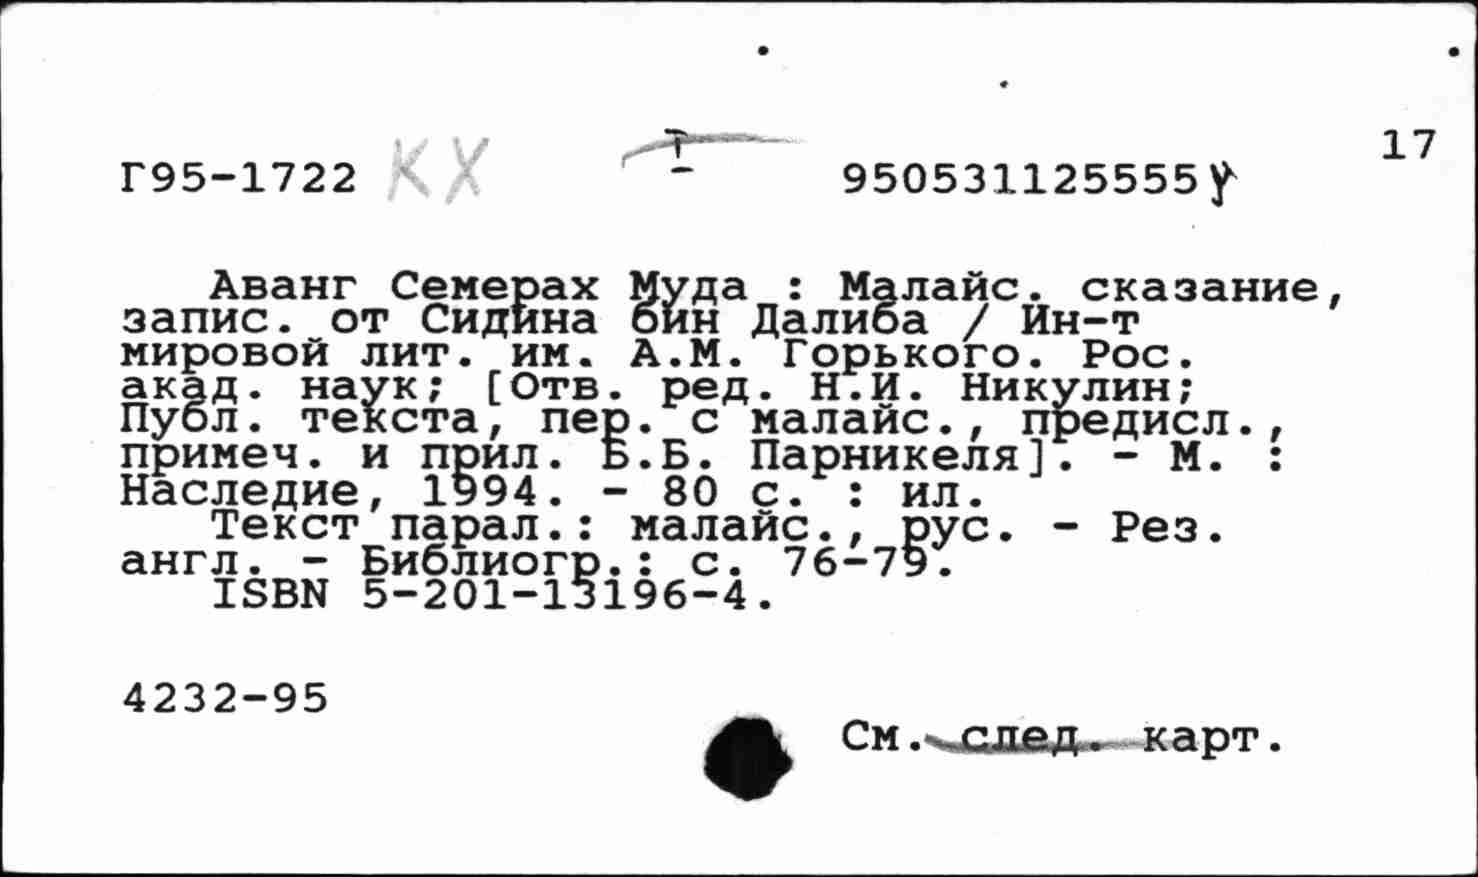 17
Г95-1722 КХ I 950531125555У
Аванг Семерах Муда : Малайс. сказание,
запис. от Сидина бин Далиба / Ин-т
мировой лит. им. А.М. Горького. Рос.
акад. наук; [Отв. ред. Н.И. Никулин;
Публ. текста, пер. с малайс., предисл.,
примеч. и прил. Б.Б. Парникеля]. - М. :
Наследие, 1994. - 80 с. : ил.
Текст парал.: малайс., рус. - Рез.
англ. - Библиогр.: с. 76-79.
ISBN 5-201-13196-4.
4232-95
См. след. карт.